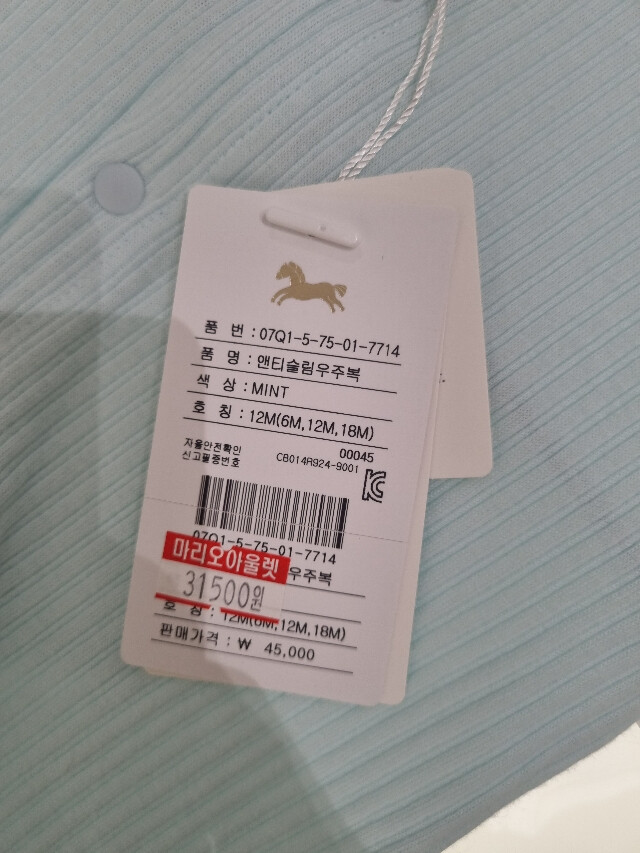 품 번 : 07Q1-5-75-01-7714
품 명 : 앤티슬림우주복
색 상 : MINT
호 칭 : 12M(6M,12M,18M)
00045
자율안전확인
신고필증번호 CB014R924-9001
07Q1-5-75-01-7714
마리오아울렛
우주복
31500원
호 칭 : 12M(6M,12M,18M)
판매가격 : ₩ 45,000